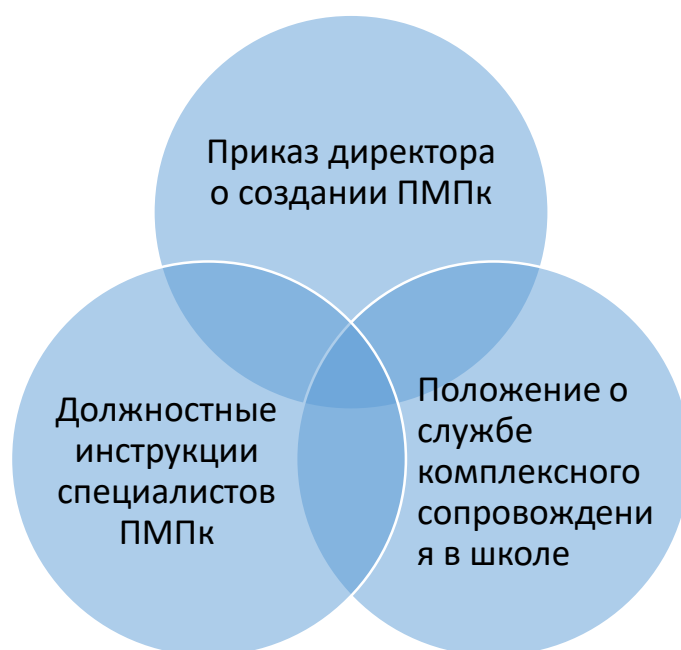 Приказ директора
о создании ПМПк
Должностные
инструкции
специалистов
ПМПк
Положение о
службе
комплексного
сопровождени
я в школе